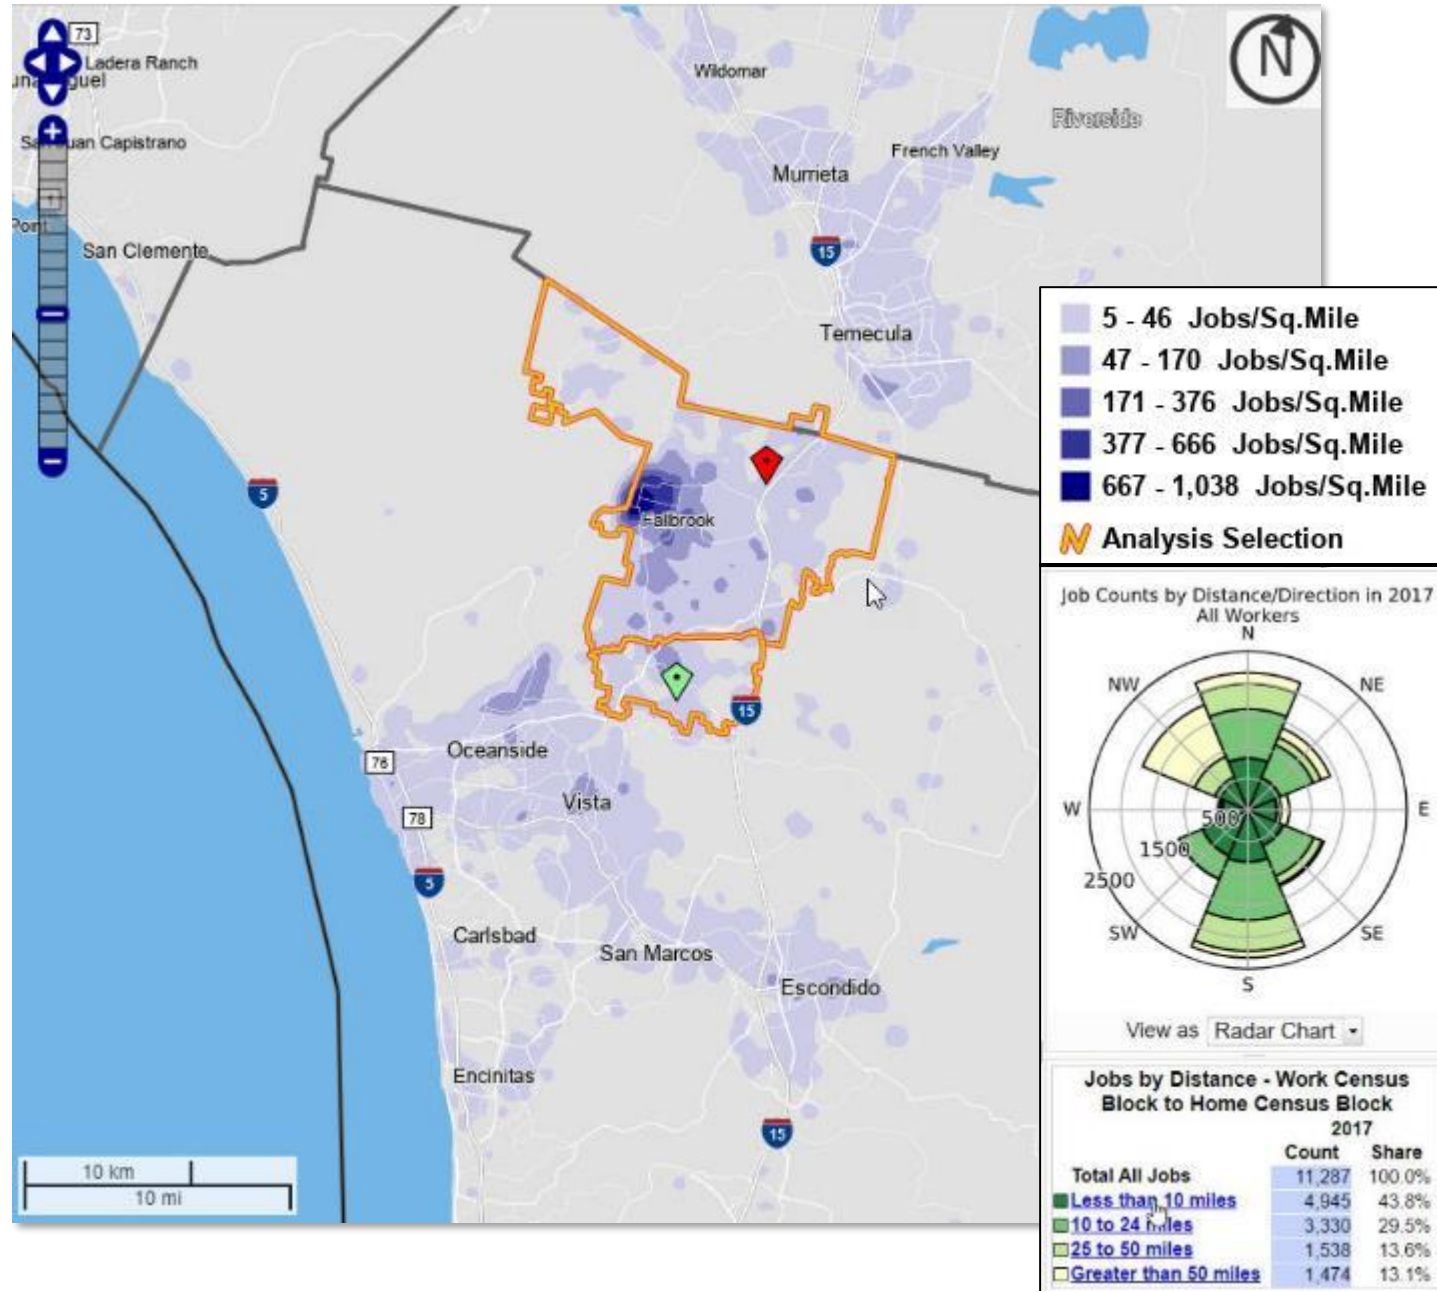 73
Ladera Ranch
guel
Wildomar
N
Riverside
San Juan Capistrano
French Valley
Murrieta
Point
San Clemente
15
Temecula
5
Fallbrook
15
Oceanside
76
Vista
78
5
Carlsbad
San Marcos
Escondido
Encinitas
15
10 km
10 mi
5 - 46 Jobs/Sq.Mile
47 - 170 Jobs/Sq.Mile
171 - 376 Jobs/Sq.Mile
377 - 666 Jobs/Sq.Mile
667 - 1,038 Jobs/Sq.Mile
N Analysis Selection
Job Counts by Distance/Direction in 2017
All Workers
N
NW
NE
W
500
E
1500
2500
SW
SE
S
View as Radar Chart
Jobs by Distance - Work Census
Block to Home Census Block
2017
Count Share
Total All Jobs 11,287 100.0%
Less than 10 miles 4,945 43.8%
10 to 24 miles 3,330 29.5%
25 to 50 miles 1,538 13.6%
Greater than 50 miles 1,474 13.1%